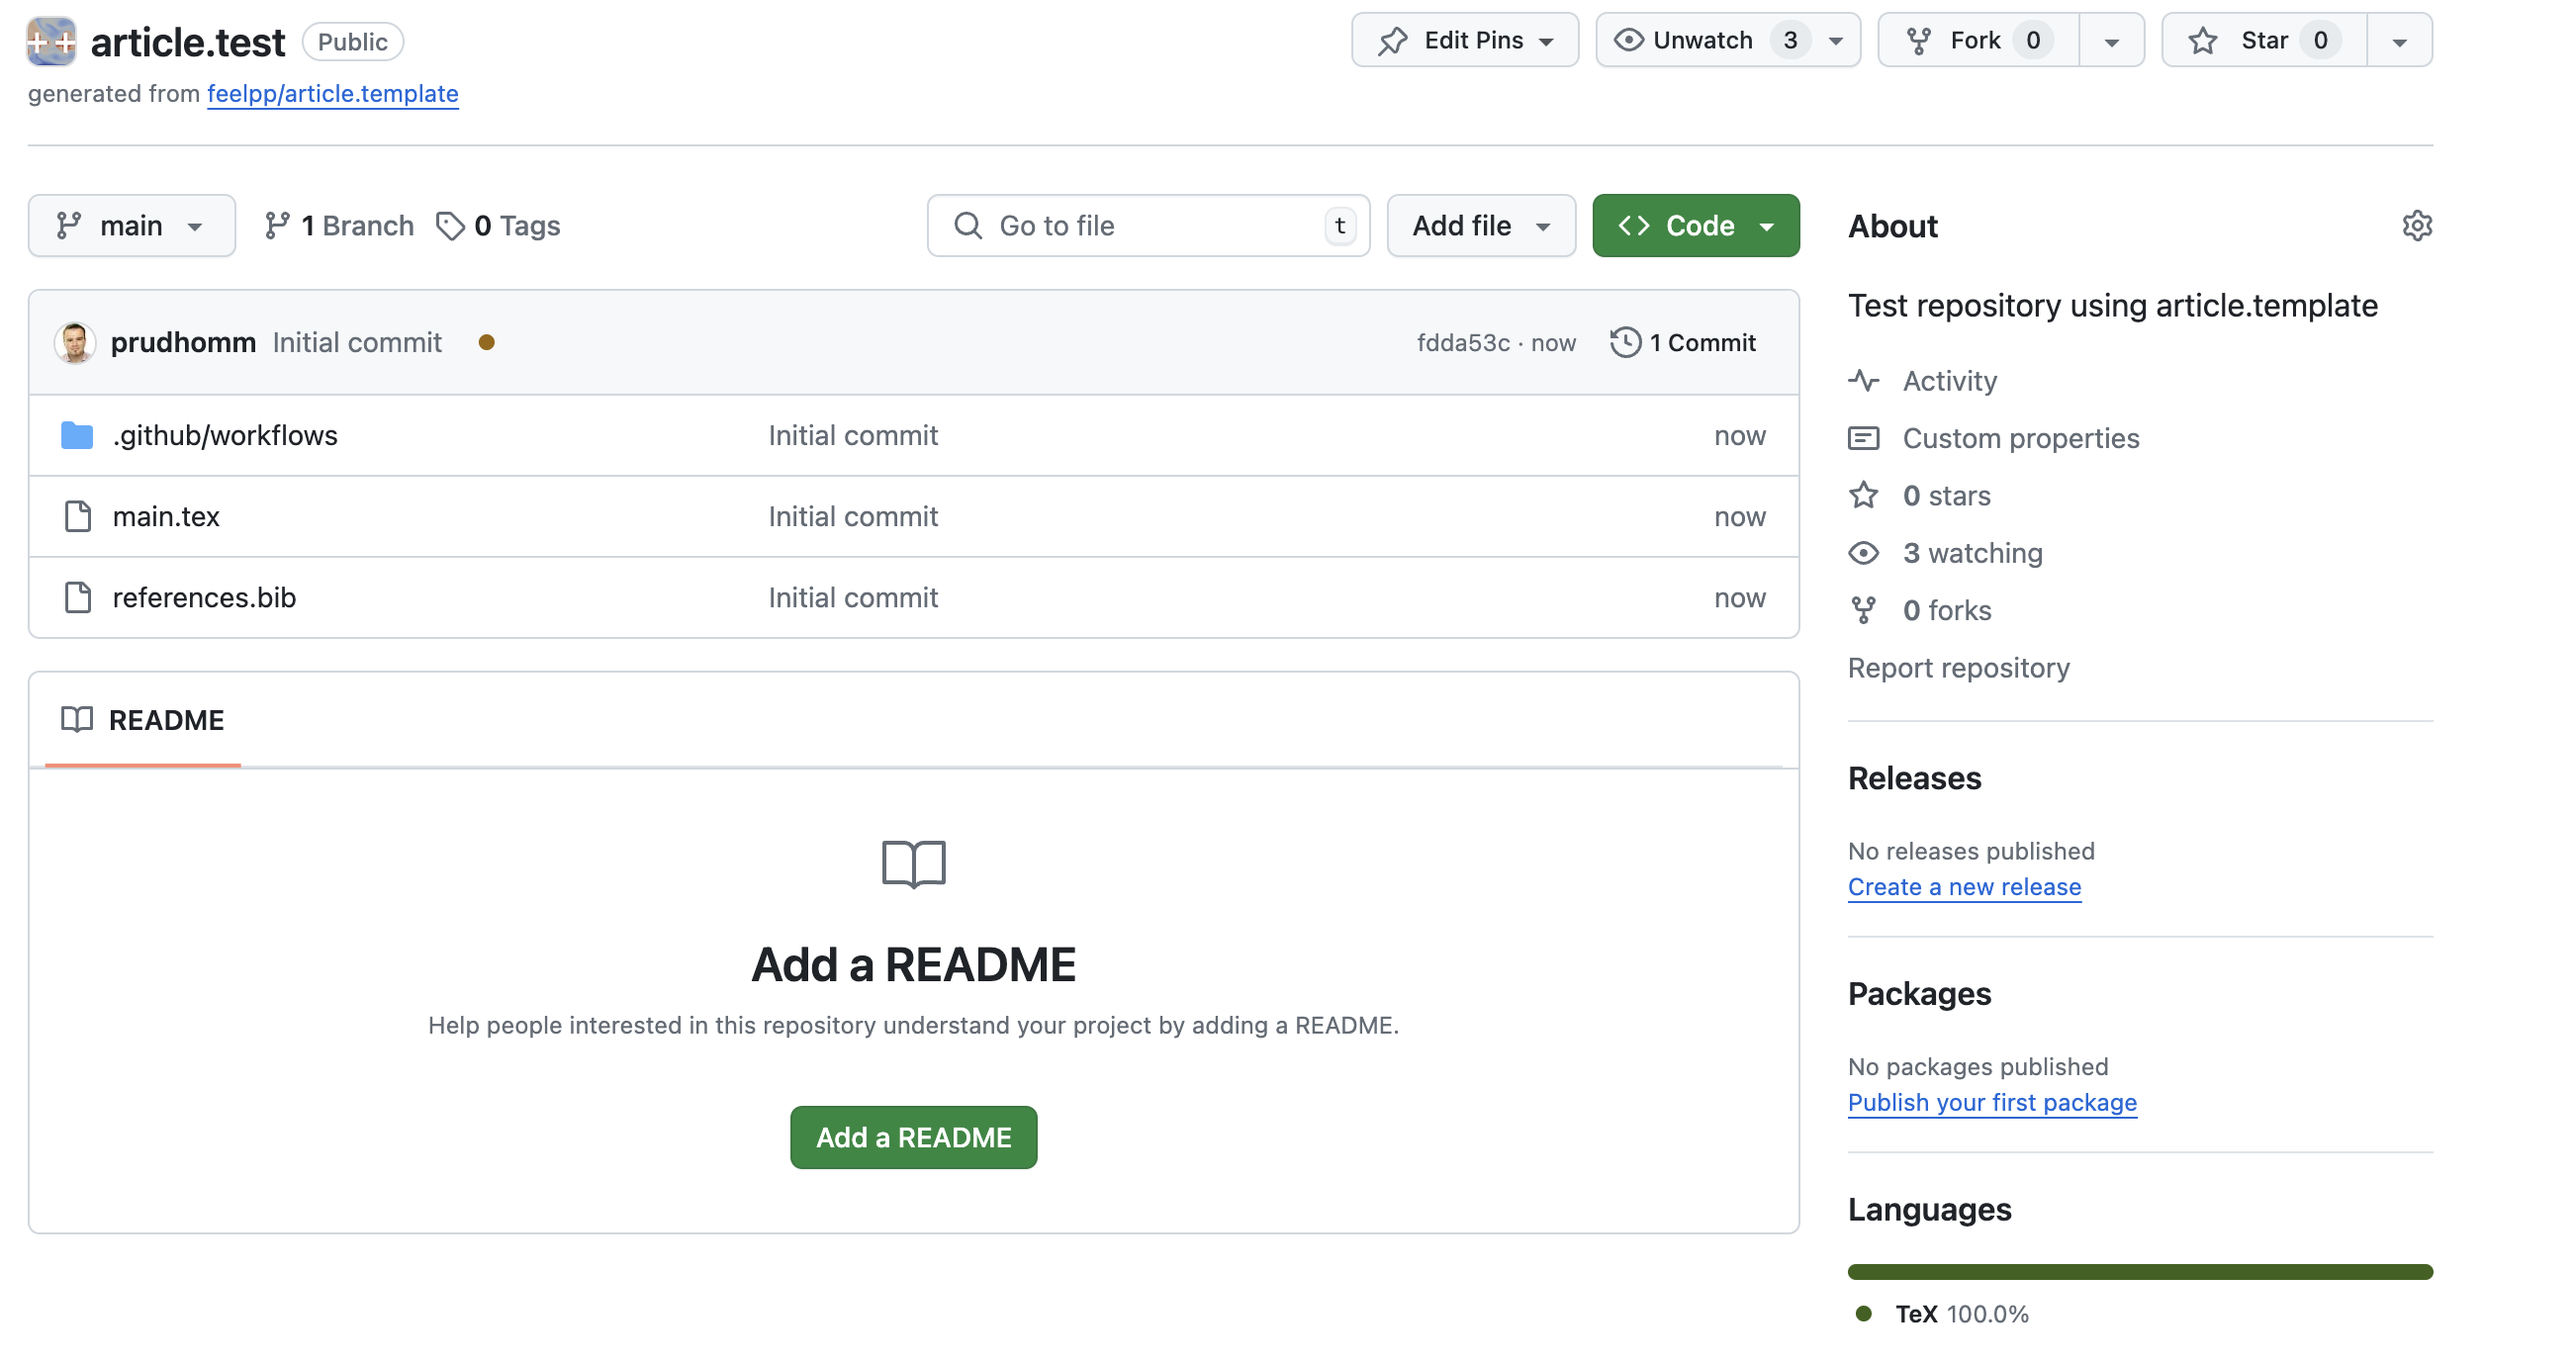 article.test Public
Edit Pins Unwatch 3 Fork 0 Star 0
generated from feelpp/article.template
main 1 Branch 0 Tags Go to file t Add file Code
prudhomm Initial commit fdda53c · now 1 Commit
.github/workflows Initial commit now
main.tex Initial commit now
references.bib Initial commit now
README
Add a README
Help people interested in this repository understand your project by adding a README.
Add a README
About
Test repository using article.template
Activity
Custom properties
0 stars
3 watching
0 forks
Report repository
Releases
No releases published
Create a new release
Packages
No packages published
Publish your first package
Languages
TeX 100.0%